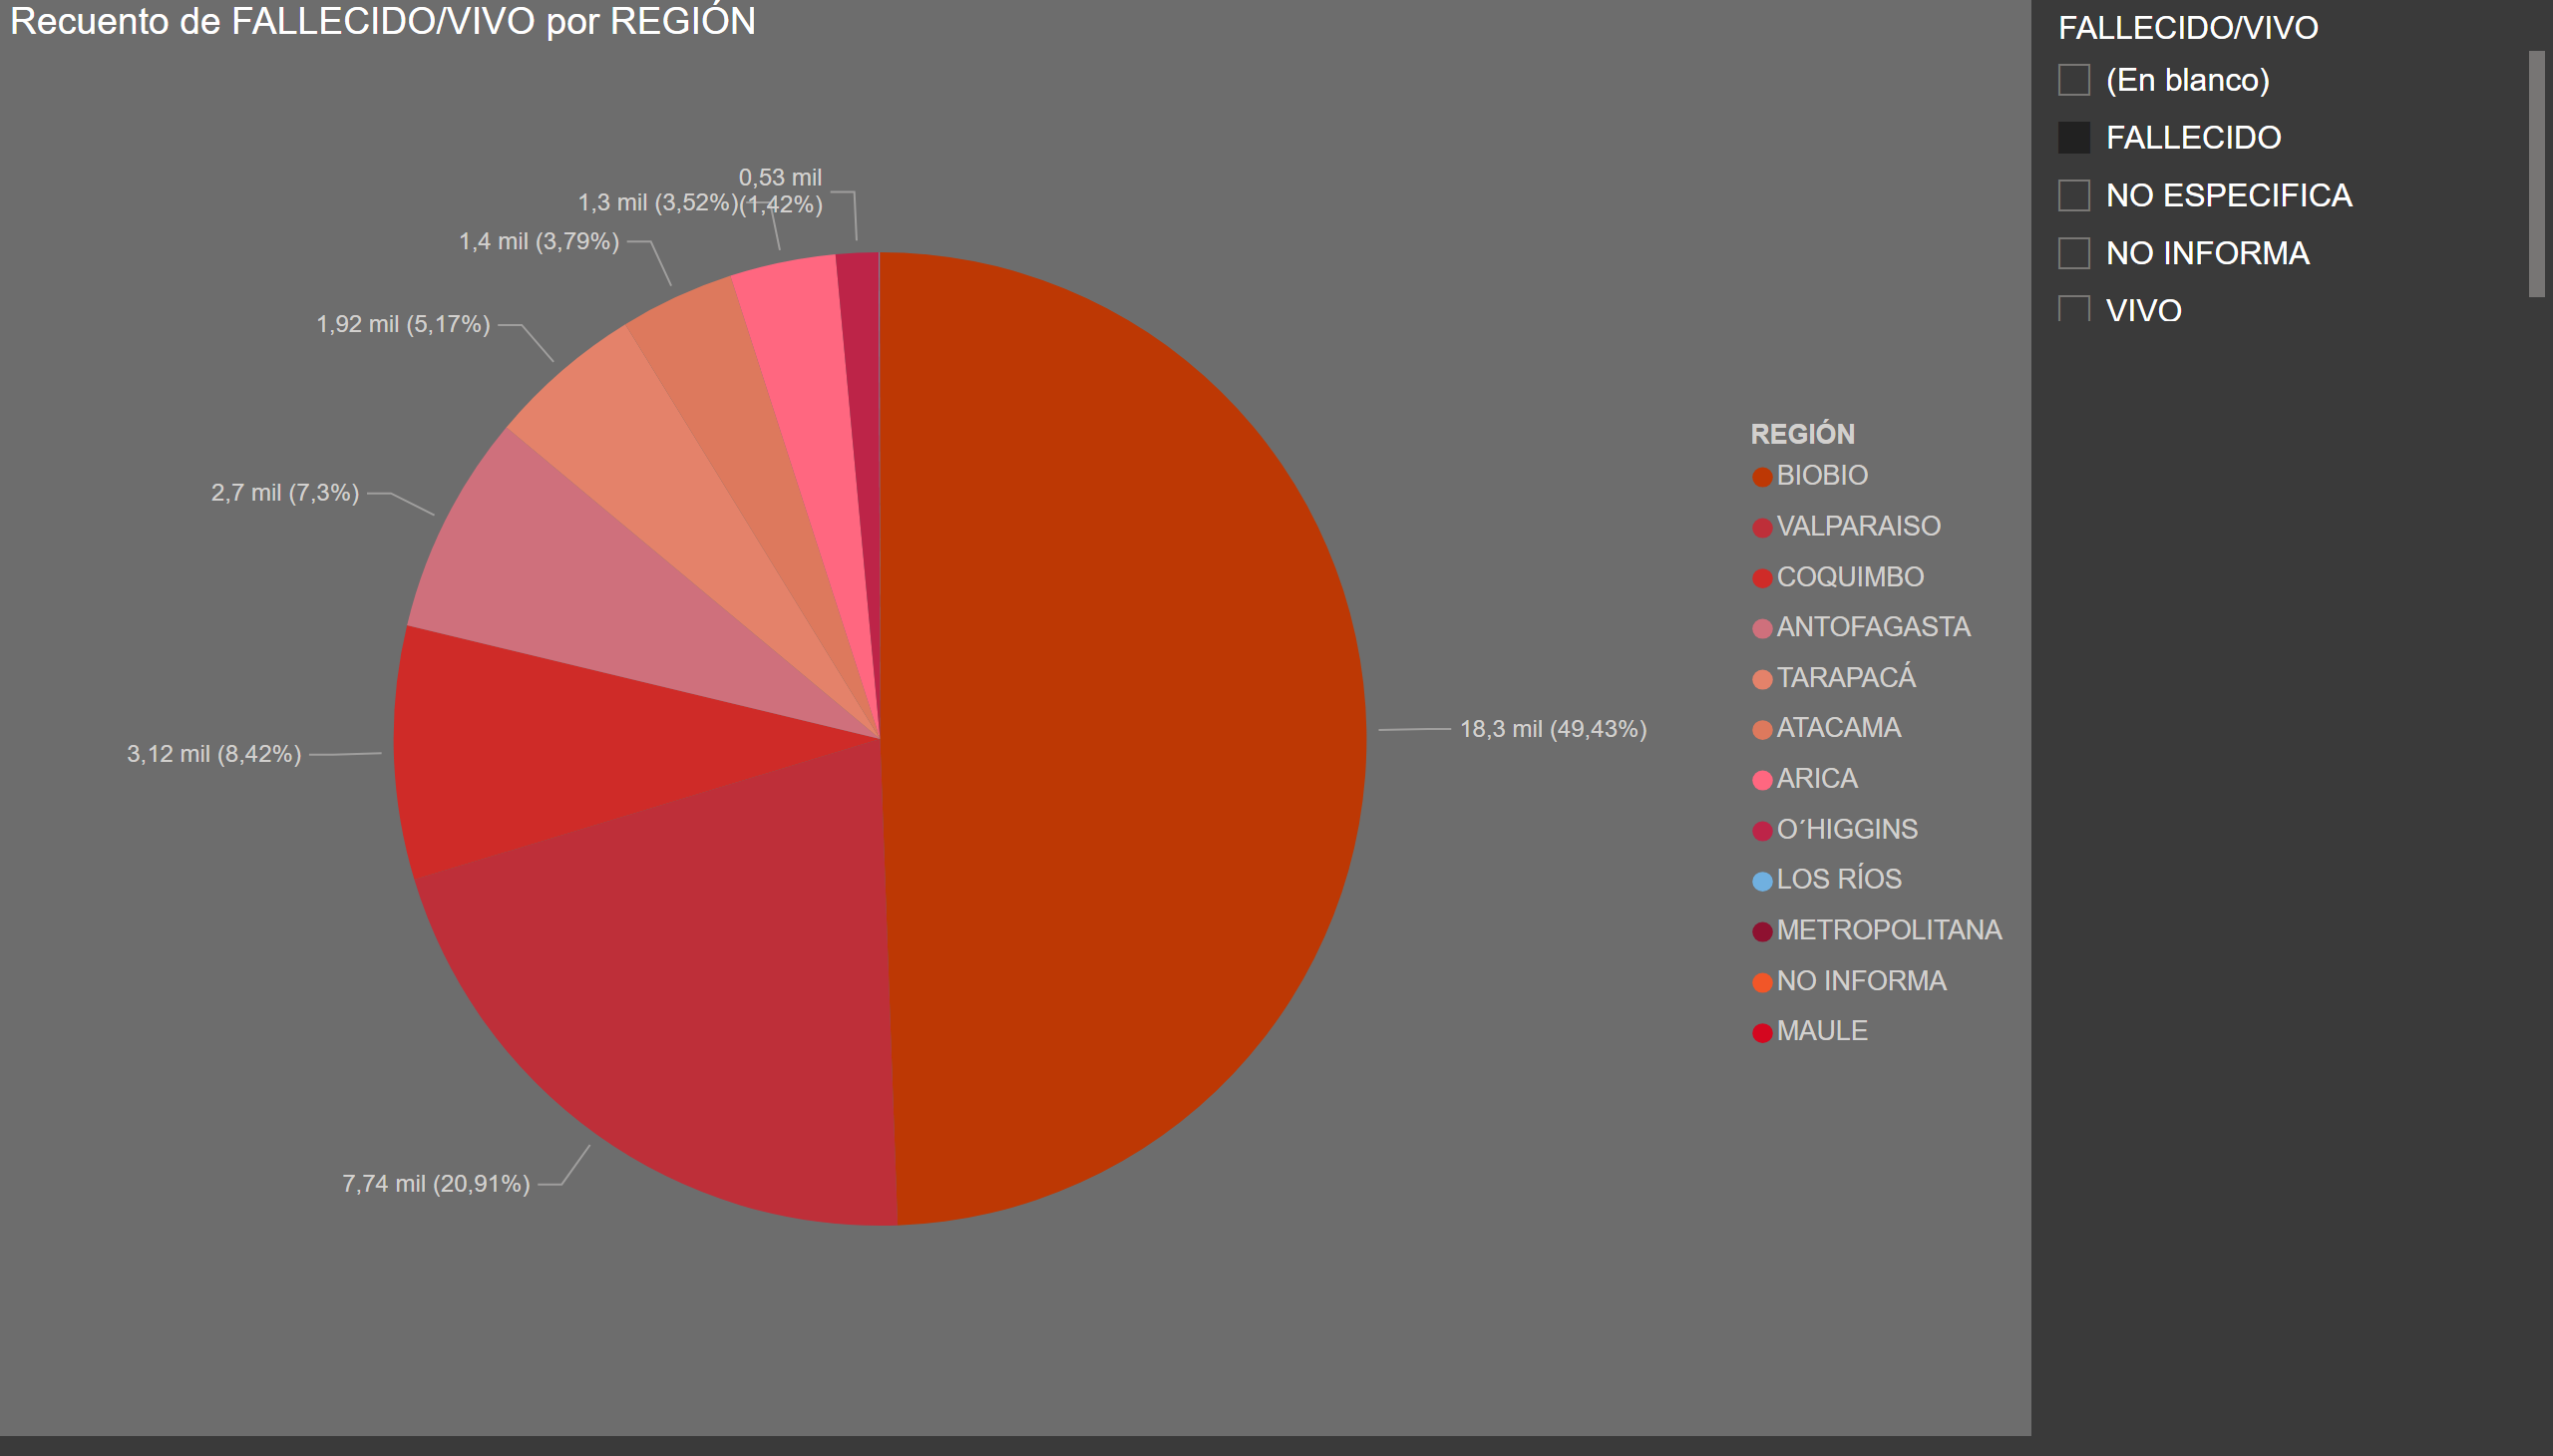 Recuento de FALLECIDO/VIVO por REGIÓN
0,53 mil
(1,42%)
1,3 mil (3,52%)
1,4 mil (3,79%)
1,92 mil (5,17%)
2,7 mil (7,3%)
3,12 mil (8,42%)
7,74 mil (20,91%)
18,3 mil (49,43%)
REGIÓN
BIOBIO
VALPARAISO
COQUIMBO
ANTOFAGASTA
TARAPACÁ
ATACAMA
ARICA
O´HIGGINS
LOS RÍOS
METROPOLITANA
NO INFORMA
MAULE
FALLECIDO/VIVO
(En blanco)
FALLECIDO
NO ESPECIFICA
NO INFORMA
VIVO